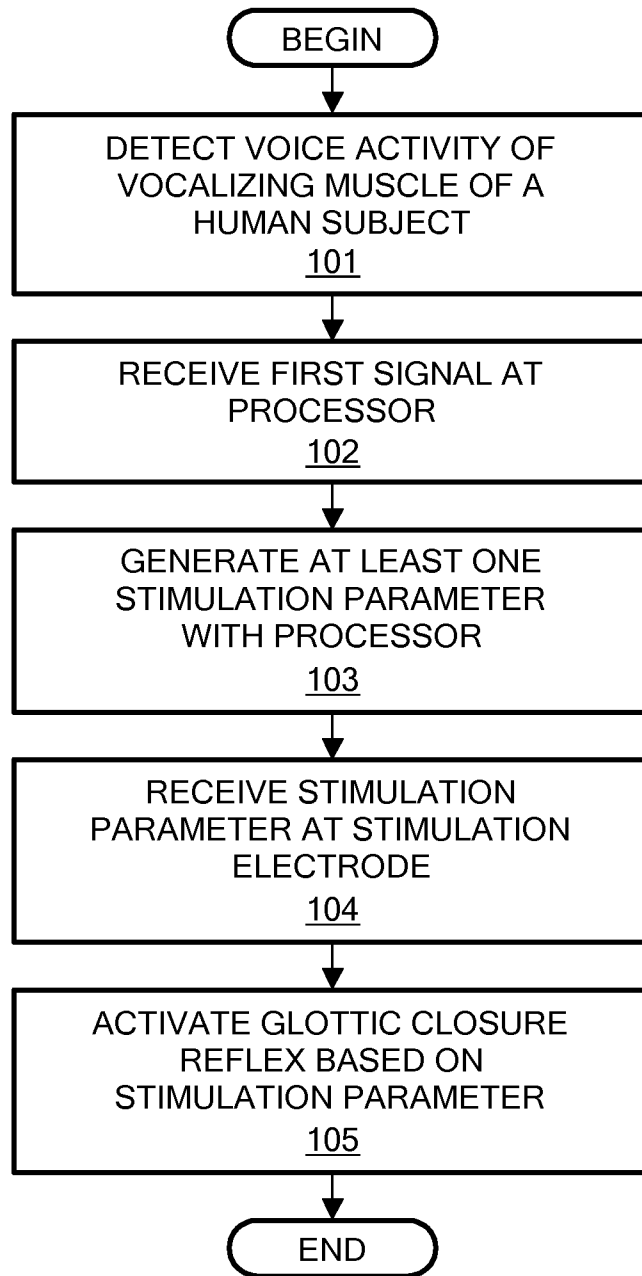 BEGIN
DETECT VOICE ACTIVITY OF
VOCALIZING MUSCLE OF A
HUMAN SUBJECT
101
RECEIVE FIRST SIGNAL AT
PROCESSOR
102
GENERATE AT LEAST ONE
STIMULATION PARAMETER
WITH PROCESSOR
103
RECEIVE STIMULATION
PARAMETER AT STIMULATION
ELECTRODE
104
ACTIVATE GLOTTIC CLOSURE
REFLEX BASED ON
STIMULATION PARAMETER
105
END